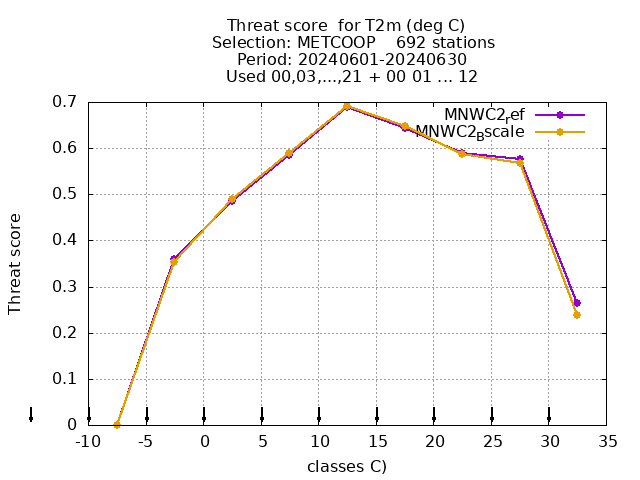 Threat score  for T2m (deg C)
Selection: METCOOP    692 stations
Period: 20240601-20240630
Used 00,03,...,21 + 00 01 ... 12
MNWC2ref
MNWC2Bscale
0.7
0.6
0.5
0.4
0.3
0.2
0.1
0
Threat score
-10 -5 0 5 10 15 20 25 30 35
classes C)